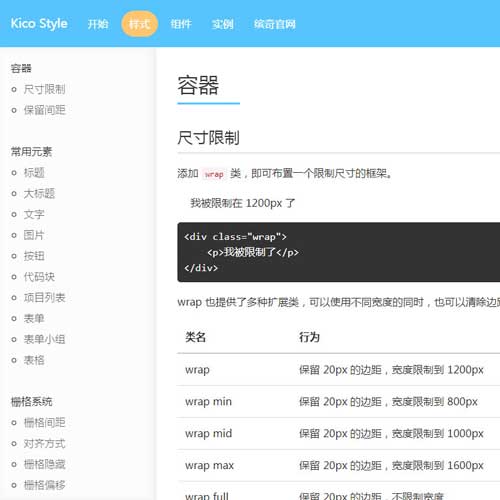 Kico Style 开始 样式 组件 实例 缤奇官网
容器
尺寸限制
保留间距
常用元素
标题
大标题
文字
图片
按钮
代码块
项目列表
表单
表单小组
表格
栅格系统
栅格间距
对齐方式
栅格隐藏
栅格偏移
容器
尺寸限制
添加 wrap 类，即可布置一个限制尺寸的框架。
我被限制在 1200px 了
<div class="wrap">
<p>我被限制了</p>
</div>
wrap 也提供了多种扩展类，可以使用不同宽度的同时，也可以清除边
类名 行为
wrap 保留 20px 的边距，宽度限制到 1200px
wrap min 保留 20px 的边距，宽度限制到 800px
wrap mid 保留 20px 的边距，宽度限制到 1000px
wrap max 保留 20px 的边距，宽度限制到 1600px
wrap full 保留 20px 的边距，不限制宽度